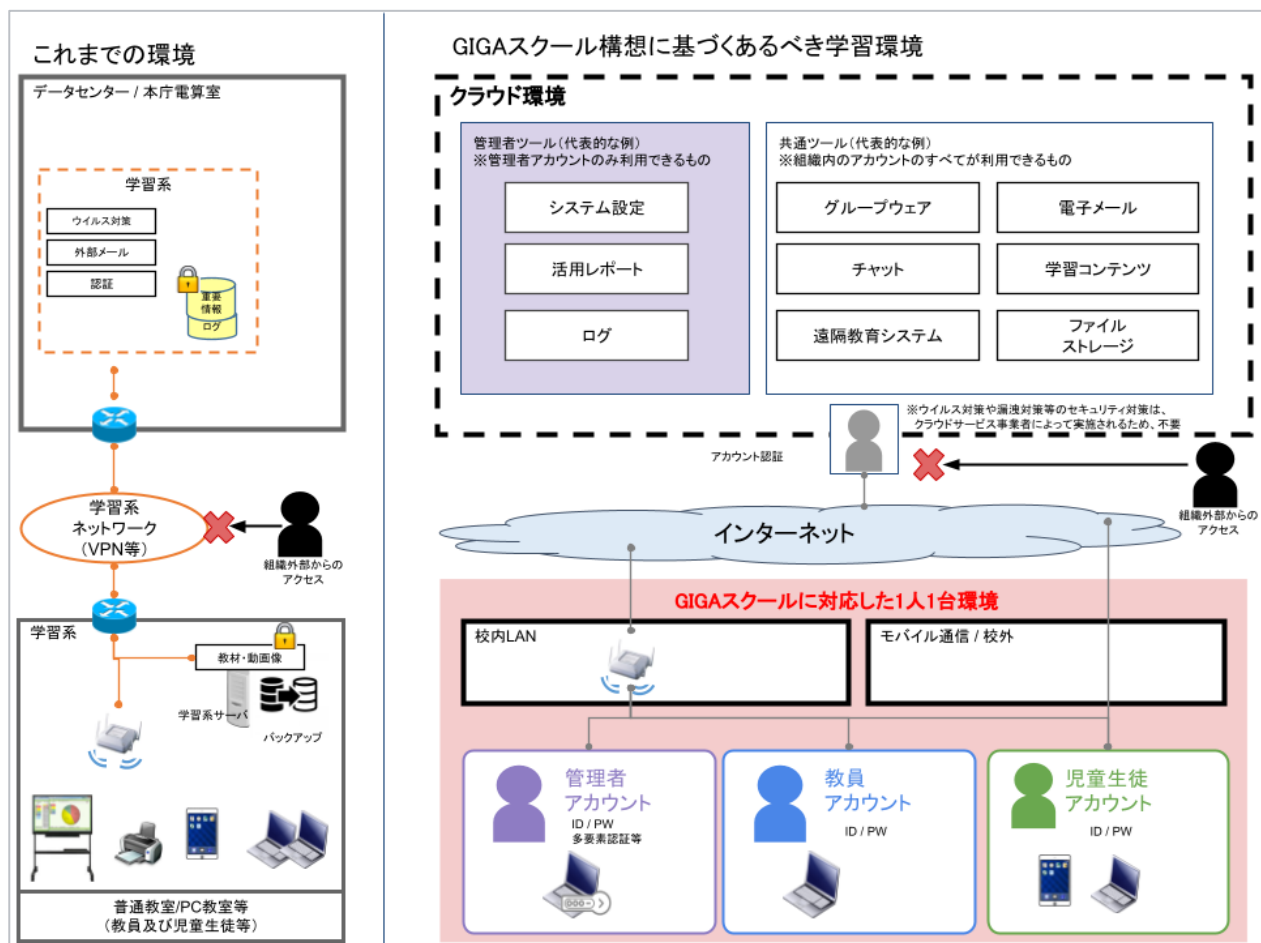 これまでの環境
データセンター / 本庁電算室
学習系
ウイルス対策
外部メール
認証
重要
情報
ログ
学習系
ネットワーク
(VPN等)
組織外部からの
アクセス
学習系
教材・動画像
学習系サーバ
バックアップ
普通教室/PC教室等
(教員及び児童生徒等)
GIGAスクール構想に基づくあるべき学習環境
クラウド環境
管理者ツール(代表的な例)
※管理者アカウントのみ利用できるもの
システム設定
活用レポート
ログ
共通ツール(代表的な例)
※組織内のアカウントのすべてが利用できるもの
グループウェア
電子メール
チャット
学習コンテンツ
遠隔教育システム
ファイル
ストレージ
※ウイルス対策や漏洩対策等のセキュリティ対策は、
クラウドサービス事業者によって実施されるため、不要
アカウント認証
組織外部からの
アクセス
インターネット
GIGAスクールに対応した1人1台環境
校内LAN
モバイル通信 / 校外
管理者
アカウント
ID / PW
多要素認証等
教員
アカウント
ID / PW
児童生徒
アカウント
ID / PW